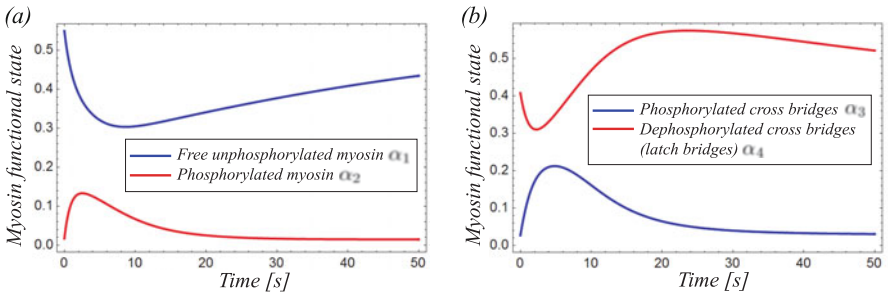 (a)
Myosin functional state
0.5
0.4
0.3
0.2
0.1
0.0
Free unphosphorylated myosin α₁
Phosphorylated myosin α₂
0 10 20 30 40 50
Time [s]
(b)
Myosin functional state
0.5
0.4
0.3
0.2
0.1
0.0
Phosphorylated cross bridges α₃
Dephosphorylated cross bridges
(latch bridges) α₄
0 10 20 30 40 50
Time [s]